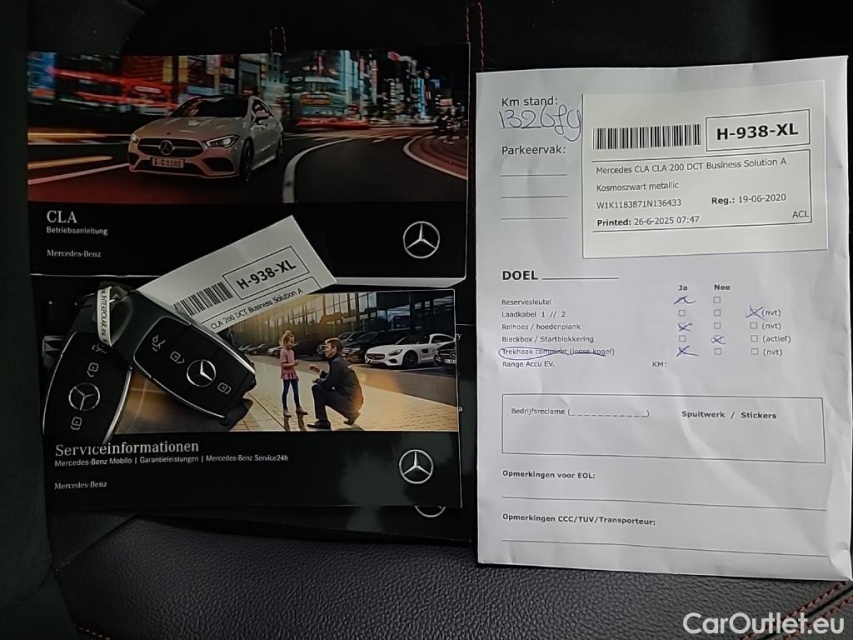 CLA
Betriebsanleitung
Mercedes-Benz
H-938-XL
CLA 200 DCT Business Solution A
Serviceinformationen
Mercedes-Benz Mobilo | Garantieleistungen | Mercedes-Benz Service24h
Mercedes-Benz
Km stand:
Parkeervak:
H-938-XL
Mercedes CLA CLA 200 DCT Business Solution A
Kosmoszwart metallic
W1K1183871N136433
Reg.: 19-06-2020
Printed: 26-6-2025 07:47
ACL
DOEL
Ja Nee
Reservesleutel
Laadkabel 1 // 2 (nvt)
Rolhoes / hoedenplank (nvt)
Blackbox / Startblokkering (actief)
Trekhaak compleet (losse kogel) (nvt)
Range Accu EV. KM:
Bedrijfsreclame (_ _ _ _ _ _ _ _ _ _) Spuitwerk / Stickers
Opmerkingen voor EOL:
Opmerkingen CCC/TUV/Transporteur:
CarOutlet.eu